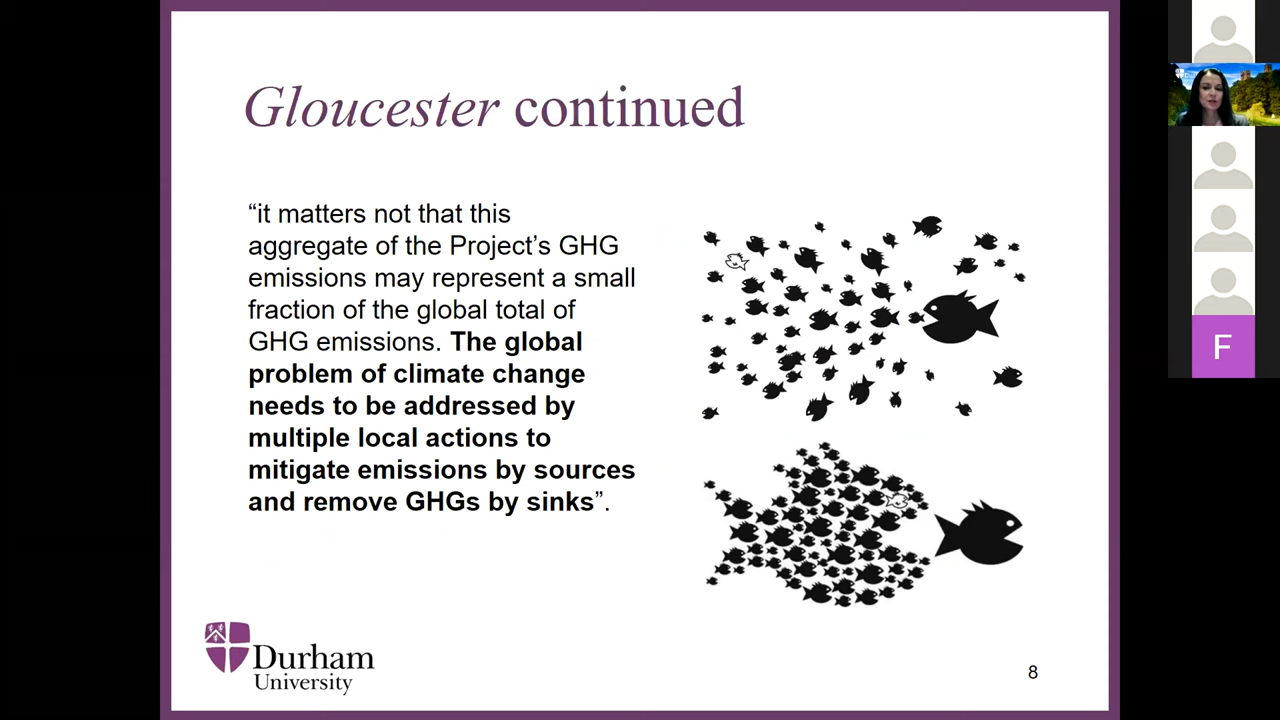 Gloucester continued
“it matters not that this
aggregate of the Project’s GHG
emissions may represent a small
fraction of the global total of
GHG emissions. The global
problem of climate change
needs to be addressed by
multiple local actions to
mitigate emissions by sources
and remove GHGs by sinks”.
Durham
University
8
F